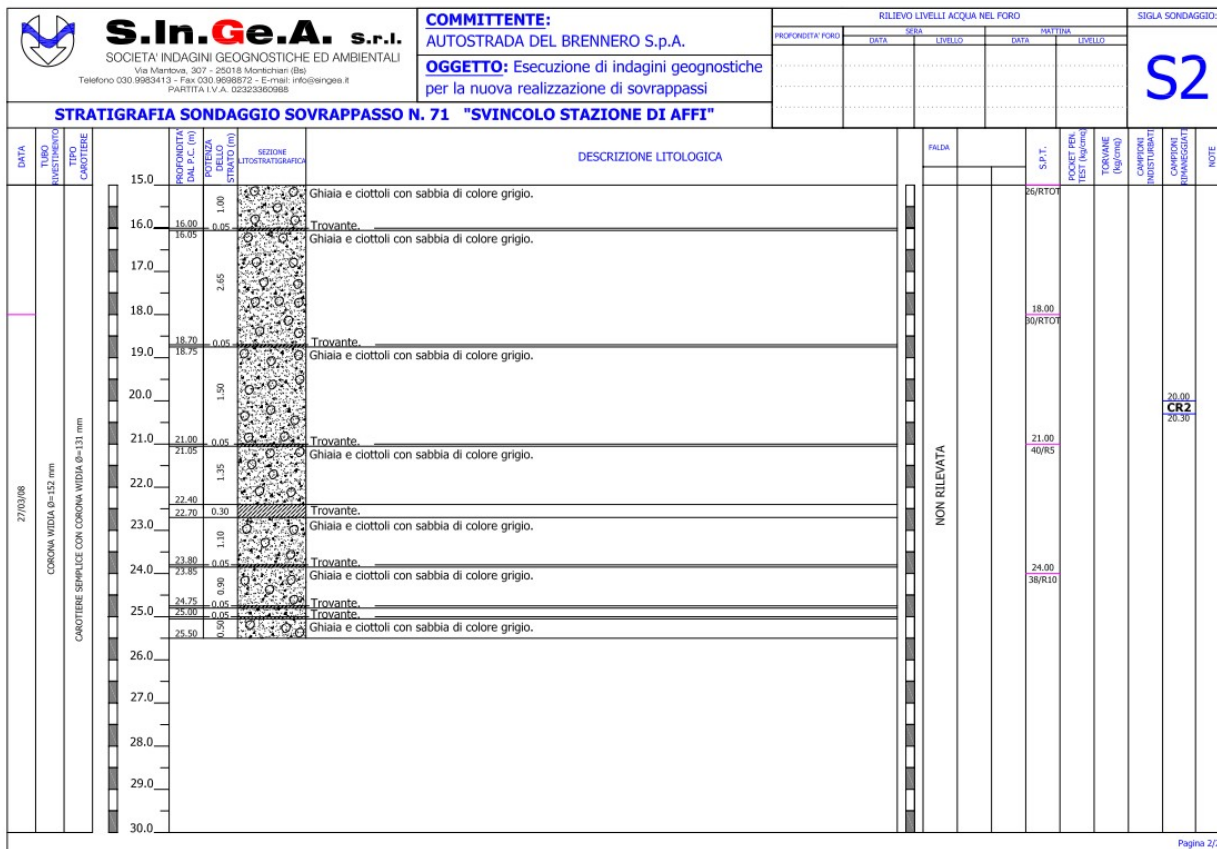 S.In.Ge.A. S.r.l.
SOCIETA' INDAGINI GEOGNOSTICHE ED AMBIENTALI
Via Mantova, 307 - 25018 Montichiari (Bs)
Telefono 030.9983413 - Fax 030.9698872 - E-mail: info@singea.it
PARTITA I.V.A. 02323360988
COMMITTENTE:
AUTOSTRADA DEL BRENNERO S.p.A.
OGGETTO: Esecuzione di indagini geognostiche
per la nuova realizzazione di sovrappassi
RILIEVO LIVELLI ACQUA NEL FORO
PROFONDITA' FORO
SERA
MATTINA
DATA
LIVELLO
DATA
LIVELLO
SIGLA SONDAGGIO:
S2
STRATIGRAFIA SONDAGGIO SOVRAPPASSO N. 71 "SVINCOLO STAZIONE DI AFFI"
DATA
TUBO
RIVESTIMENTO
TIPO
CAROTIERE
PROFONDITA'
DAL P.C. (m)
POTENZA
DELLO
STRATO (m)
SEZIONE
LITOSTRATIGRAFICA
DESCRIZIONE LITOLOGICA
FALDA
S.P.T.
POCKET PEN.
TEST (kg/cmq)
TORVANE
(kg/cmq)
CAMPIONI
INDISTURBATI
CAMPIONI
RIMANEGGIATI
NOTE
15.0
1.00
Ghiaia e ciottoli con sabbia di colore grigio.
26/RTOT
16.0
16.00
0.05
Trovante.
16.05
Ghiaia e ciottoli con sabbia di colore grigio.
17.0
2.65
18.0
18.00
30/RTOT
18.70
0.05
Trovante.
19.0
18.75
Ghiaia e ciottoli con sabbia di colore grigio.
20.0
1.50
20.00
CR2
20.30
21.0
21.00
0.05
Trovante.
21.00
21.05
Ghiaia e ciottoli con sabbia di colore grigio.
40/R5
1.35
22.0
22.40
22.70
0.30
Trovante.
23.0
Ghiaia e ciottoli con sabbia di colore grigio.
1.10
23.80
0.05
Trovante.
24.0
23.85
Ghiaia e ciottoli con sabbia di colore grigio.
24.00
38/R10
0.90
24.75
0.05
Trovante.
25.0
25.00
0.05
Trovante.
0.50
Ghiaia e ciottoli con sabbia di colore grigio.
25.50
26.0
27.0
28.0
29.0
30.0
27/03/08
CORONA WIDIA Ø=152 mm
CAROTIERE SEMPLICE CON CORONA WIDIA Ø=131 mm
NON RILEVATA
Pagina 2/2